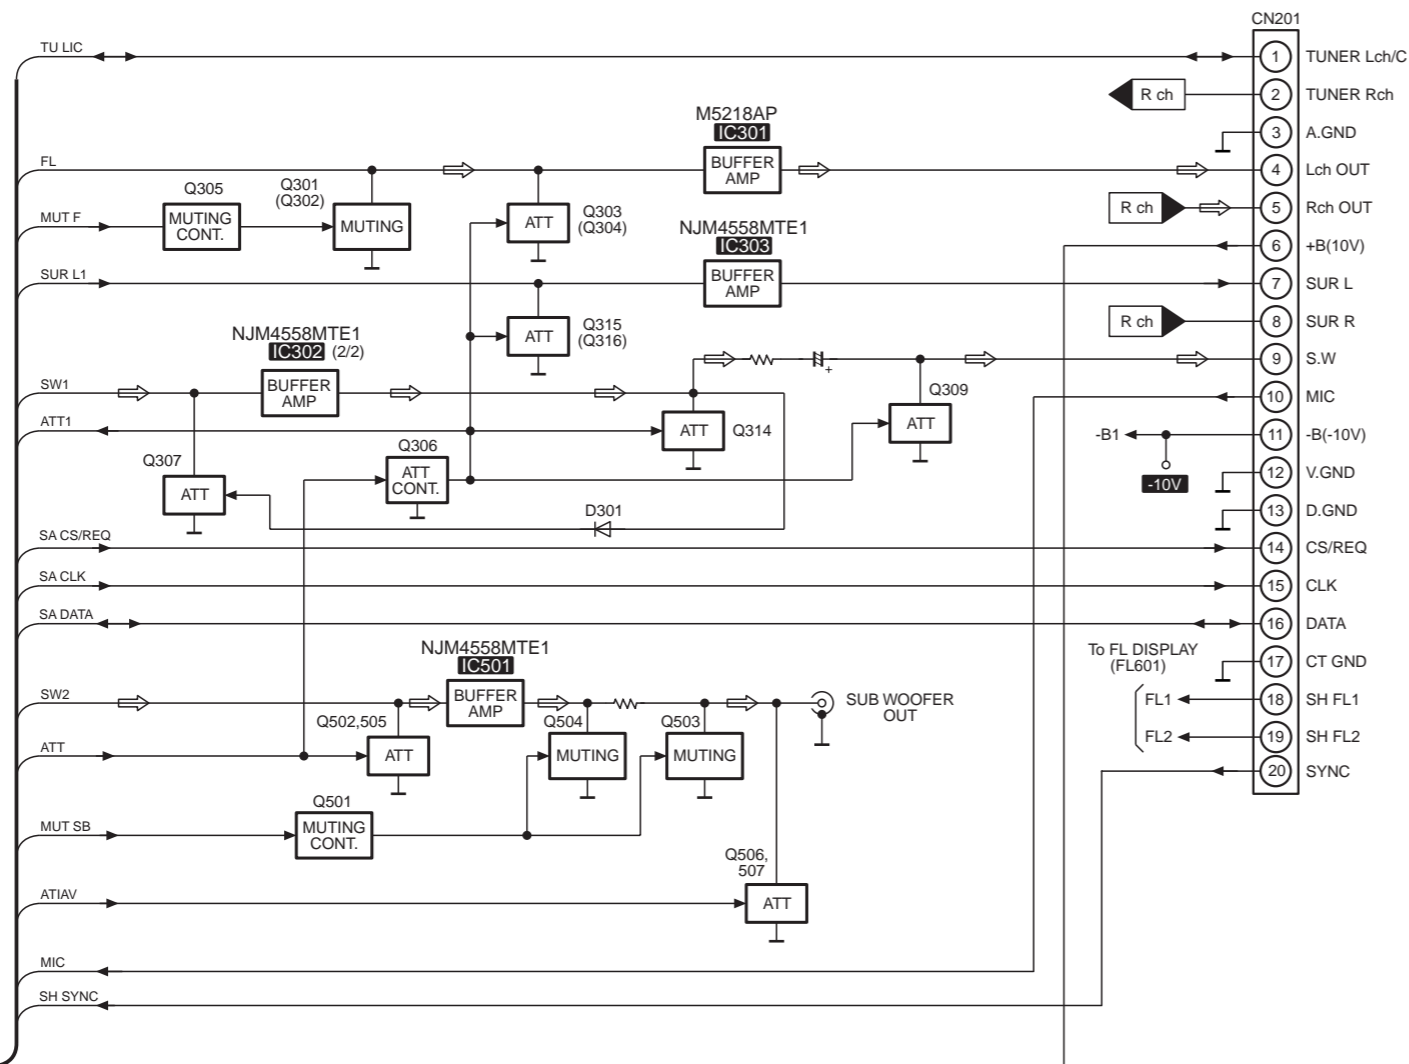 CN201
TU LIC
1 TUNER Lch/C
R ch
2 TUNER Rch
M5218AP
IC301
3 A.GND
FL
BUFFER
AMP
4 Lch OUT
Q305
Q301
(Q302)
MUT F
MUTING
CONT.
MUTING
ATT
Q303
(Q304)
R ch
5 Rch OUT
NJM4558MTE1
IC303
6 +B(10V)
SUR L1
BUFFER
AMP
7 SUR L
ATT
Q315
(Q316)
R ch
8 SUR R
NJM4558MTE1
IC302 (2/2)
+
9 S.W
SW1
BUFFER
AMP
Q309
10 MIC
ATT1
ATT
Q314
ATT
-B1
11 -B(-10V)
Q307
Q306
ATT
ATT
CONT.
-10V
12 V.GND
D301
13 D.GND
SA CS/REQ
14 CS/REQ
SA CLK
15 CLK
SA DATA
16 DATA
NJM4558MTE1
IC501
To FL DISPLAY
(FL601)
17 CT GND
SW2
BUFFER
AMP
SUB WOOFER
OUT
FL1
18 SH FL1
Q502,505
Q504
Q503
FL2
19 SH FL2
ATT
ATT
MUTING
MUTING
20 SYNC
Q501
MUT SB
MUTING
CONT.
Q506,
507
ATIAV
ATT
MIC
SH SYNC